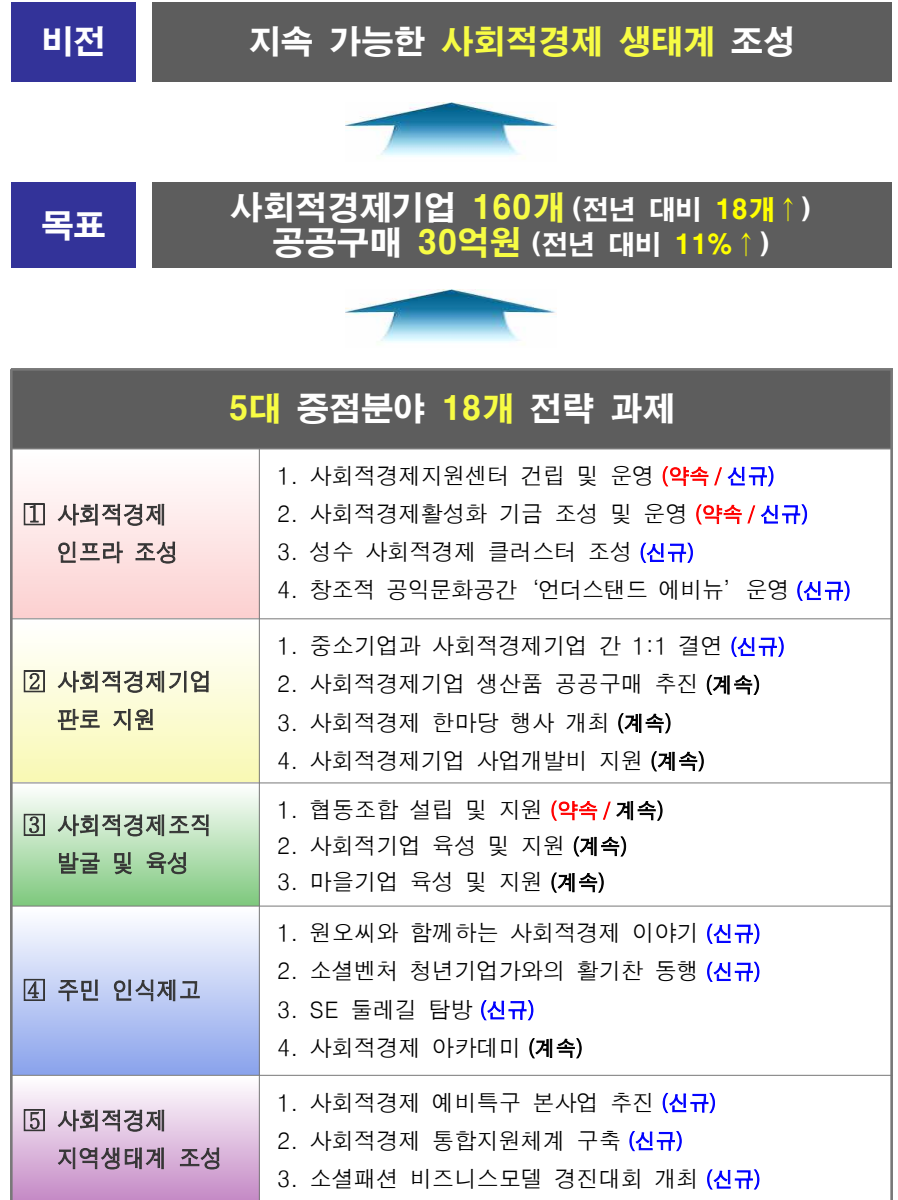 비전
지속 가능한 사회적경제 생태계 조성
목표
사회적경제기업 160개 (전년 대비 18개↑)
공공구매 30억원 (전년 대비 11%↑)
5대 중점분야 18개 전략 과제
1 사회적경제
인프라 조성
1. 사회적경제지원센터 건립 및 운영 (약속/신규)
2. 사회적경제활성화 기금 조성 및 운영 (약속/신규)
3. 성수 사회적경제 클러스터 조성 (신규)
4. 창조적 공익문화공간 ‘언더스탠드 에비뉴’ 운영 (신규)
2 사회적경제기업
판로 지원
1. 중소기업과 사회적경제기업 간 1:1 결연 (신규)
2. 사회적경제기업 생산품 공공구매 추진 (계속)
3. 사회적경제 한마당 행사 개최 (계속)
4. 사회적경제기업 사업개발비 지원 (계속)
3 사회적경제조직
발굴 및 육성
1. 협동조합 설립 및 지원 (약속/계속)
2. 사회적기업 육성 및 지원 (계속)
3. 마을기업 육성 및 지원 (계속)
4 주민 인식제고
1. 원오씨와 함께하는 사회적경제 이야기 (신규)
2. 소셜벤처 청년기업가와의 활기찬 동행 (신규)
3. SE 둘레길 탐방 (신규)
4. 사회적경제 아카데미 (계속)
5 사회적경제
지역생태계 조성
1. 사회적경제 예비특구 본사업 추진 (신규)
2. 사회적경제 통합지원체계 구축 (신규)
3. 소셜패션 비즈니스모델 경진대회 개최 (신규)